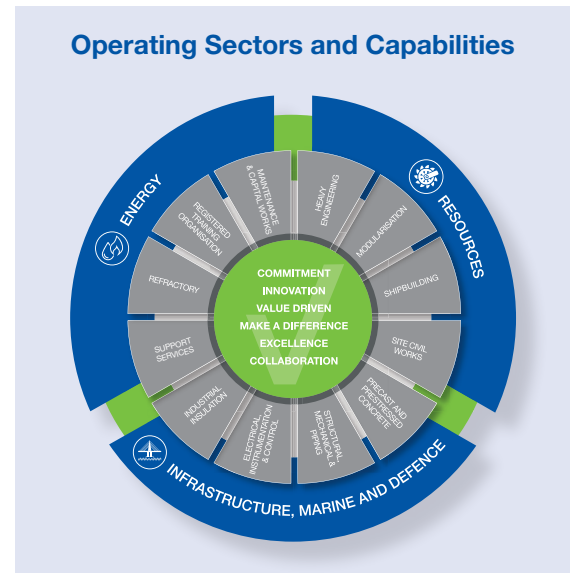 Operating Sectors and Capabilities
ENERGY
RESOURCES
INFRASTRUCTURE, MARINE AND DEFENCE
HEAVY
ENGINEERING
MODULARISATION
SHIPBUILDING
SITE CIVIL
WORKS
PRECAST AND
PRESTRESSED
CONCRETE
STRUCTURAL,
MECHANICAL &
PIPING
ELECTRICAL,
INSTRUMENTATION
& CONTROL
INDUSTRIAL
INSULATION
SUPPORT
SERVICES
REFRACTORY
REGISTERED
TRAINING
ORGANISATION
MAINTENANCE
& CAPITAL WORKS
COMMITMENT
INNOVATION
VALUE DRIVEN
MAKE A DIFFERENCE
EXCELLENCE
COLLABORATION